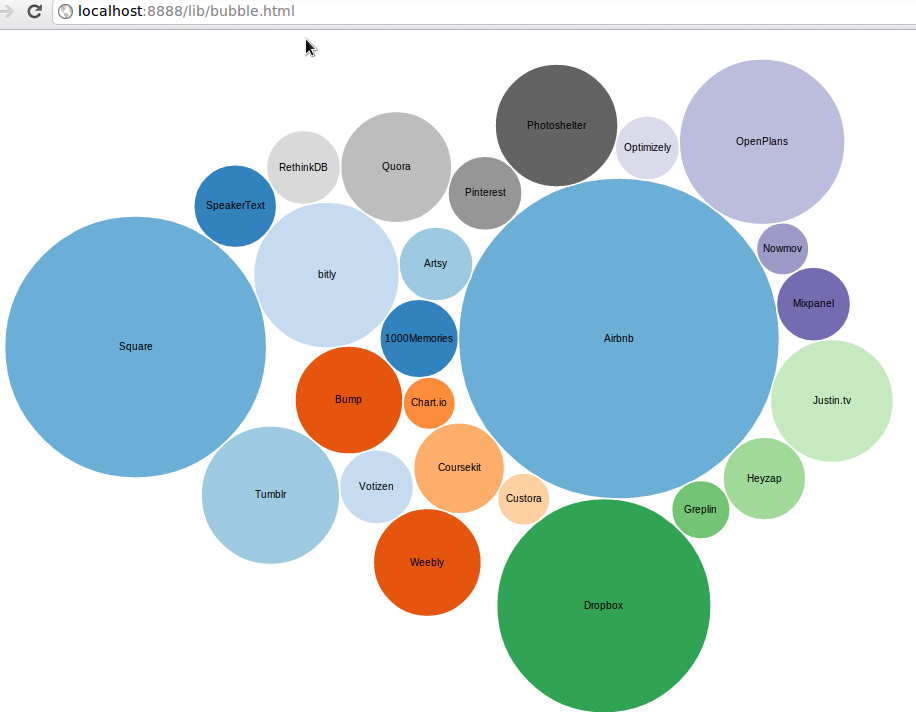 localhost:8888/lib/bubble.html
Photoshelter
OpenPlans
Optimizely
RethinkDB
Quora
Pinterest
SpeakerText
Nowmov
Artsy
bitly
Mixpanel
1000Memories
Airbnb
Square
Bump
Chart.io
Justin.tv
Coursekit
Heyzap
Votizen
Tumblr
Custora
Greplin
Weebly
Dropbox